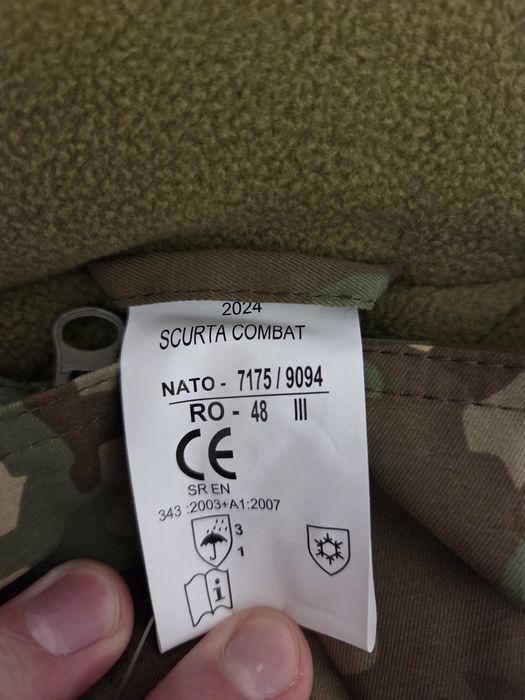 2024
SCURTA COMBAT
NATO - 7175 / 9094
RO - 48 III
CE
SR EN
343 :2003+A1:2007
3
1
i